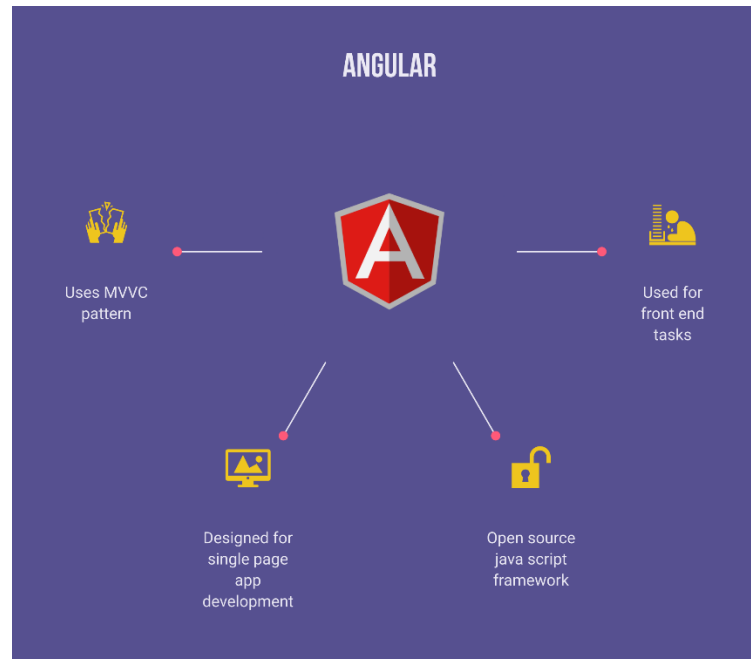 ANGULAR
A
Uses MVVC
pattern
Used for
front end
tasks
Designed for
single page
app
development
Open source
java script
framework